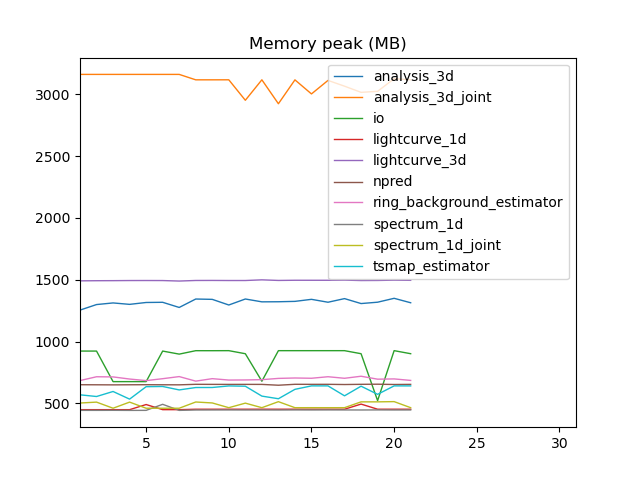 Memory peak (MB)
3000
2500
2000
1500
1000
500
5
10
15
20
25
30
analysis_3d
analysis_3d_joint
io
lightcurve_1d
lightcurve_3d
npred
ring_background_estimator
spectrum_1d
spectrum_1d_joint
tsmap_estimator